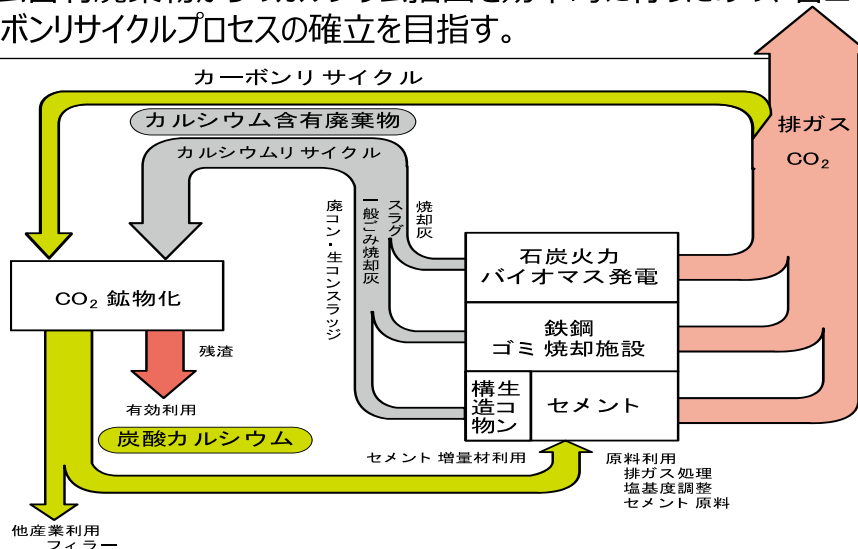 ボンリサイクルプロセスの確立を目指す。
カーボンリサイクル
カルシウム含有廃棄物
カルシウムリサイクル
排ガス
CO₂
焼却灰
スラグ
一般ごみ焼却灰
廃コン・生コンスラッジ
石炭火力
バイオマス発電
CO₂ 鉱物化
鉄鋼
ゴミ焼却施設
残渣
有効利用
生コン
構造物
セメント
炭酸カルシウム
セメント増量材利用
原料利用
排ガス処理
塩基度調整
セメント原料
他産業利用
フィラー